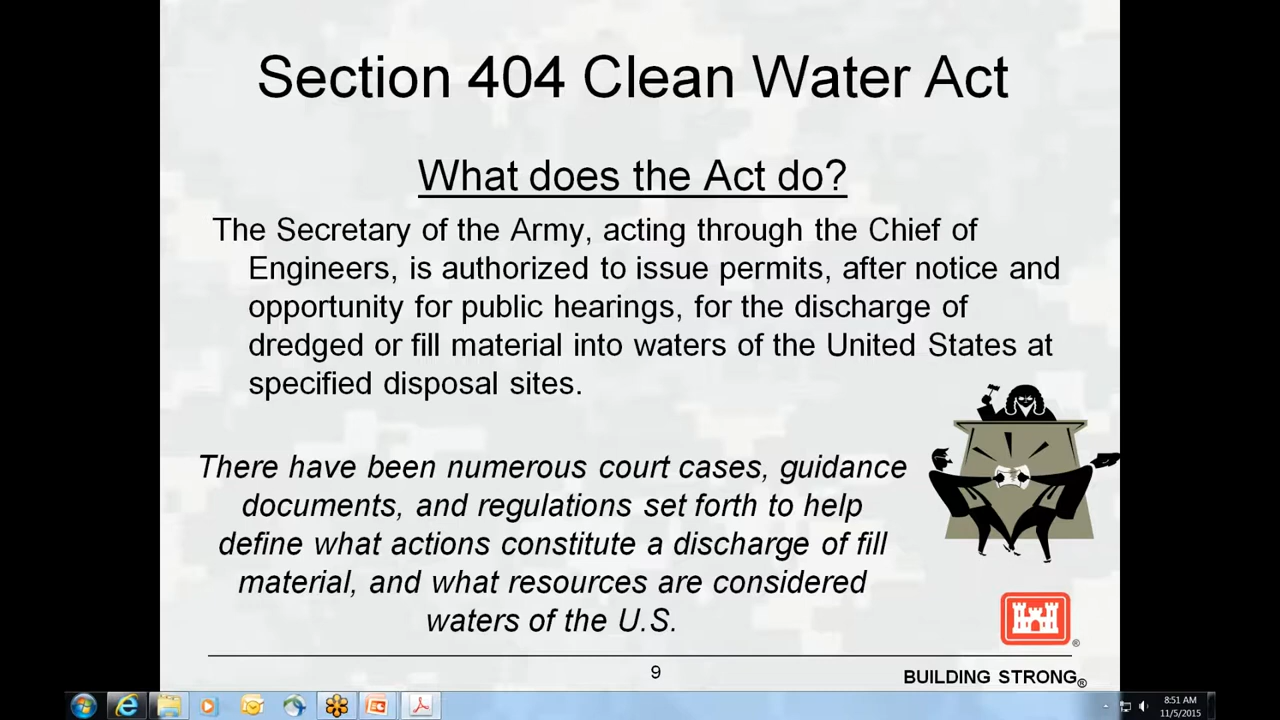 Section 404 Clean Water Act
What does the Act do?
The Secretary of the Army, acting through the Chief of
Engineers, is authorized to issue permits, after notice and
opportunity for public hearings, for the discharge of
dredged or fill material into waters of the United States at
specified disposal sites.
There have been numerous court cases, guidance
documents, and regulations set forth to help
define what actions constitute a discharge of fill
material, and what resources are considered
waters of the U.S.
®
9
BUILDING STRONG®
8:51 AM
11/5/2015